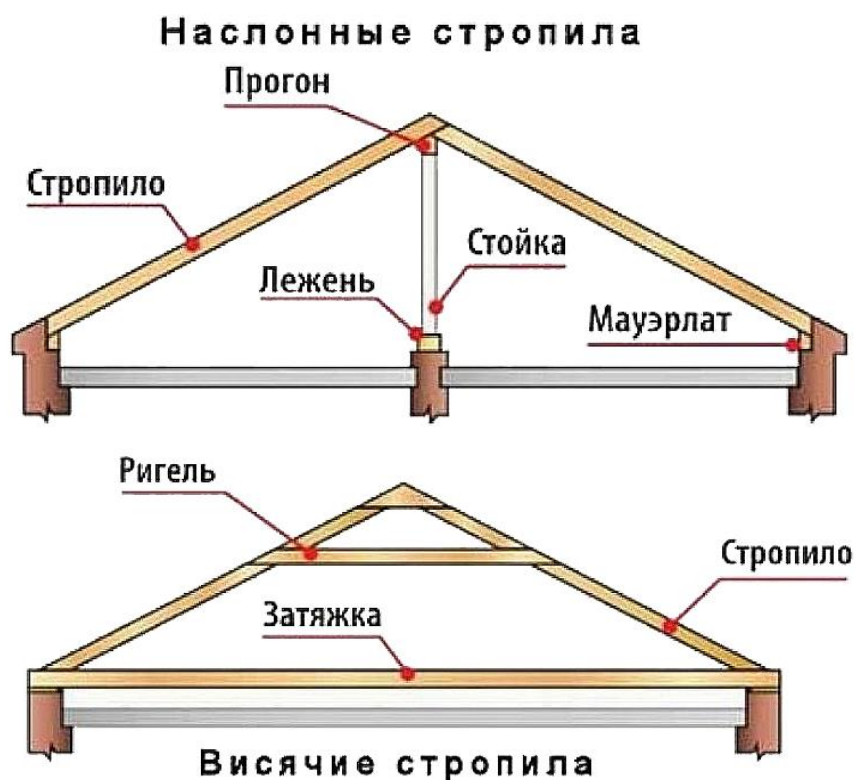 Наслонные стропила
Прогон
Стропило
Стойка
Лежень
Мауэрлат
Ригель
Стропило
Затяжка
Висячие стропила